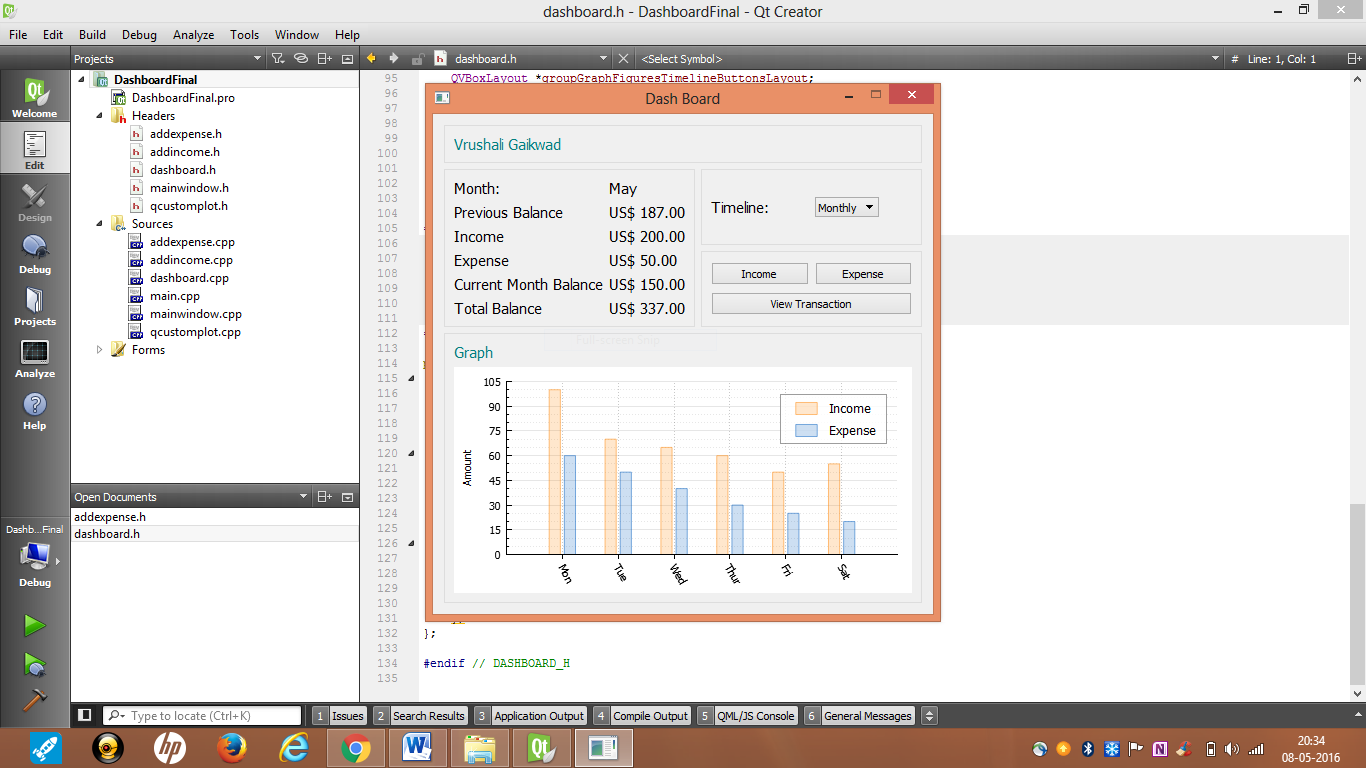 dashboard.h - DashboardFinal - Qt Creator
File Edit Build Debug Analyze Tools Window Help
Projects
dashboard.h
<Select Symbol>
# Line: 1, Col: 1
Welcome
Edit
Design
Debug
Projects
Analyze
Help
DashboardFinal
DashboardFinal.pro
Headers
addexpense.h
addincome.h
dashboard.h
mainwindow.h
qcustomplot.h
Sources
addexpense.cpp
addincome.cpp
dashboard.cpp
main.cpp
mainwindow.cpp
qcustomplot.cpp
Forms
Open Documents
addexpense.h
dashboard.h
Dashb...Final
Debug
95 QVBoxLayout *groupGraphFiguresTimelineButtonsLayout;
96
97
98
99
100
101
102
103
104
105
106
107
108
109
110
111
112
113
114
115
116
117
118
119
120
121
122
123
124
125
126
127
128
129
130
131
132 };
133
134 #endif // DASHBOARD_H
135
Dash Board
Vrushali Gaikwad
Month: May
Previous Balance US$ 187.00
Income US$ 200.00
Expense US$ 50.00
Current Month Balance US$ 150.00
Total Balance US$ 337.00
Timeline: Monthly
Income Expense
View Transaction
Full-screen Snip
Graph
Amount
105
90
75
60
45
30
15
0
Mon Tue Wed Thur Fri Sat
Income
Expense
Type to locate (Ctrl+K)
1 Issues 2 Search Results 3 Application Output 4 Compile Output 5 QML/JS Console 6 General Messages
20:34
08-05-2016